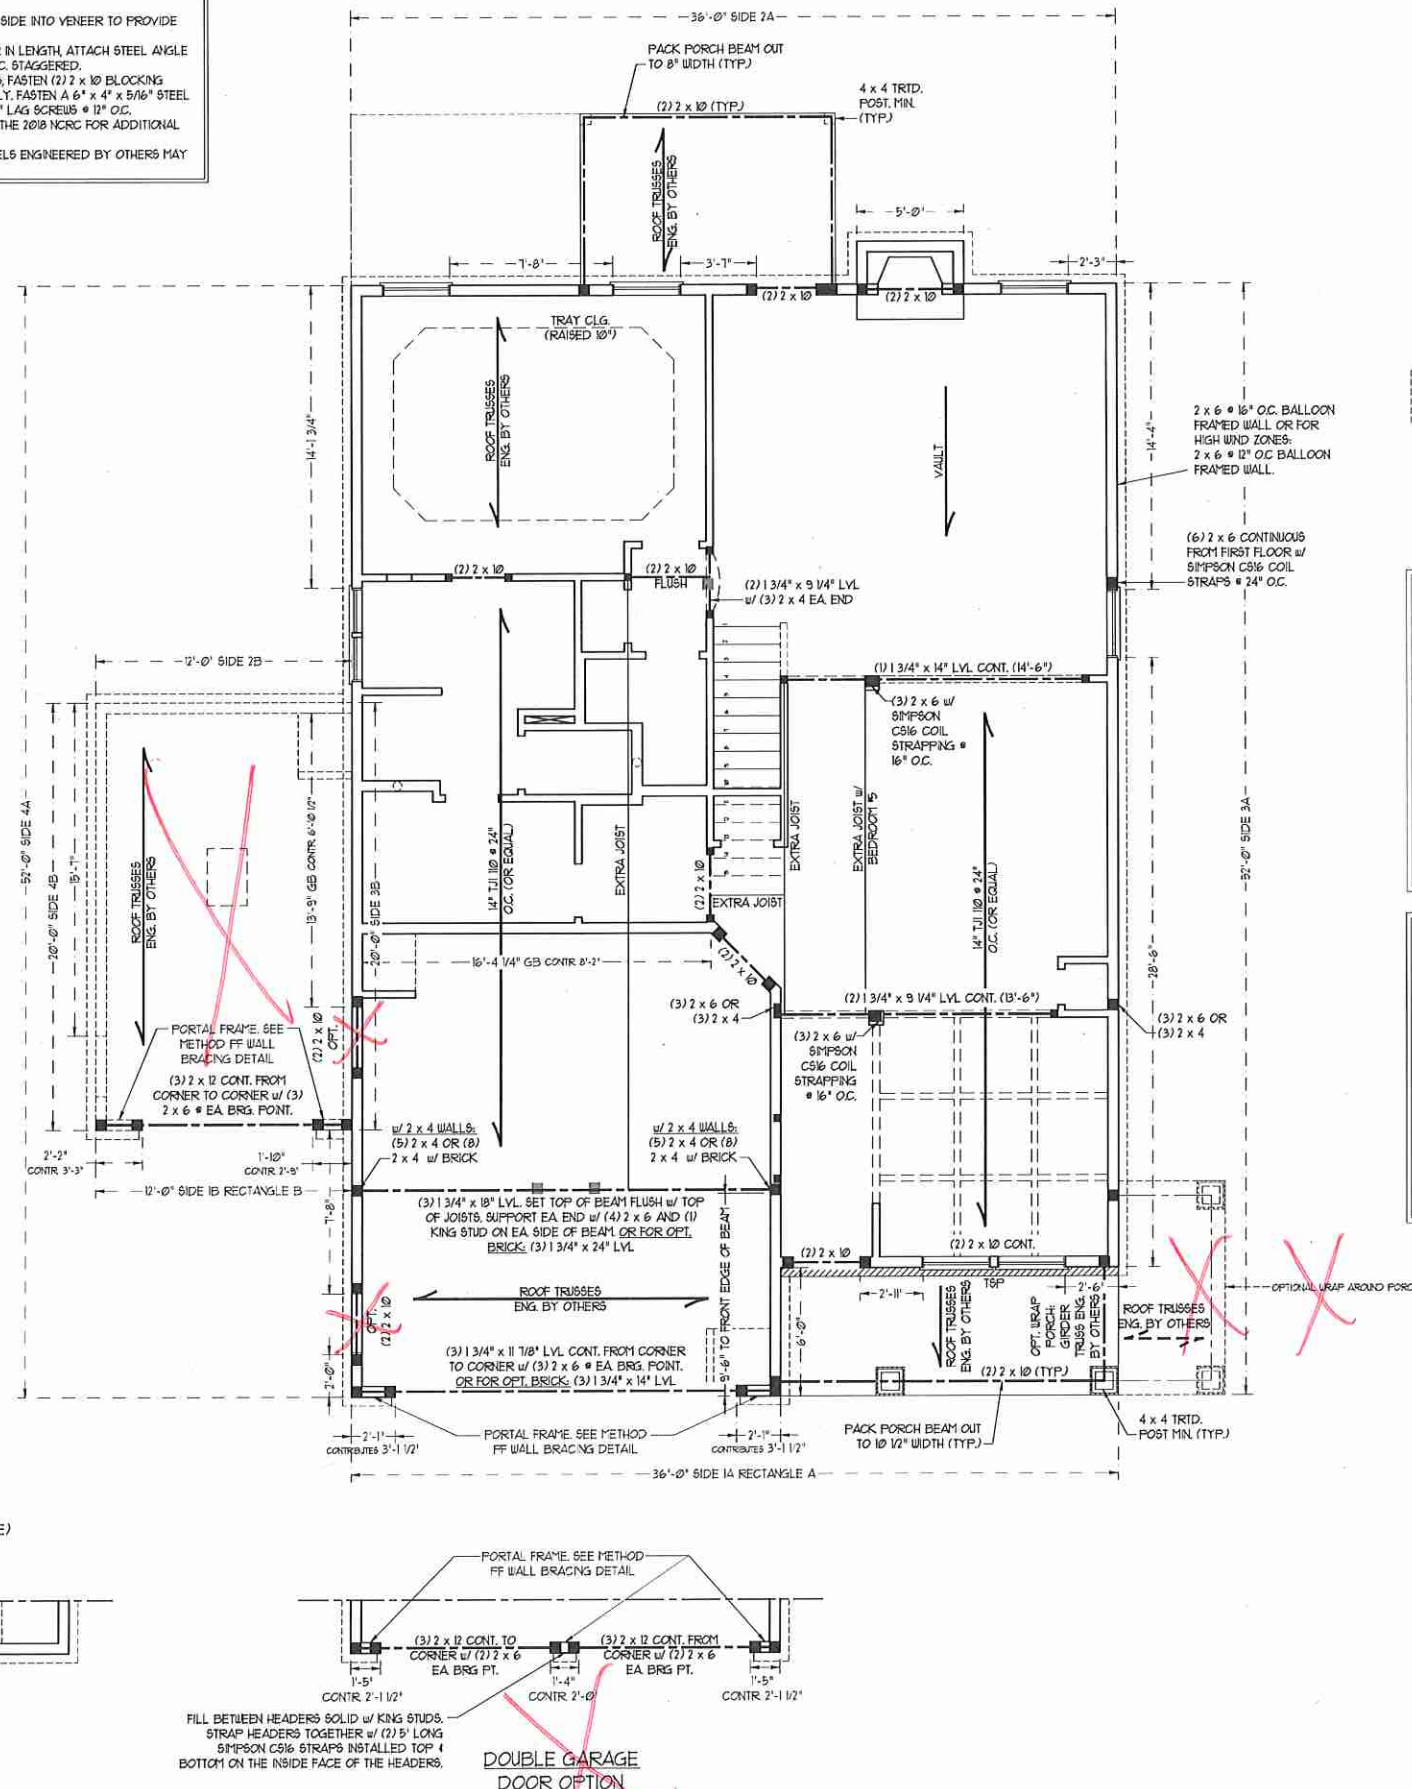 SIDE INTO VENEER TO PROVIDE
IN LENGTH, ATTACH STEEL ANGLE
C. STAGGERED.
FASTEN (2) 2 x 10 BLOCKING
Y. FASTEN A 6" x 4" x 5/16" STEEL
" LAG SCREWS @ 12" O.C.
THE 2018 NCRC FOR ADDITIONAL
ELS ENGINEERED BY OTHERS MAY
36'-0" SIDE 2A
PACK PORCH BEAM OUT
TO 8" WIDTH (TYP.)
(2) 2 x 10 (TYP.)
4 x 4 TRTD.
POST. MIN.
(TYP.)
ROOF TRUSSES
ENG. BY OTHERS
5'-0"
7'-8"
3'-7"
2'-3"
(2) 2 x 10
(2) 2 x 10
TRAY CLG.
(RAISED 10")
ROOF TRUSSES
ENG. BY OTHERS
14'-1 3/4"
VAULT
14'-4"
2 x 6 @ 16" O.C. BALLOON
FRAMED WALL OR FOR
HIGH WIND ZONES:
2 x 6 @ 12" O.C BALLOON
FRAMED WALL.
(6) 2 x 6 CONTINUOUS
FROM FIRST FLOOR w/
SIMPSON CS16 COIL
STRAPS @ 24" O.C.
(2) 2 x 10
(2) 2 x 10
FLUSH
(2) 1 3/4" x 9 1/4" LVL
w/ (3) 2 x 4 EA. END
12'-0" SIDE 2B
(1) 1 3/4" x 14" LVL CONT. (14'-6")
(3) 2 x 6 w/
SIMPSON
CS16 COIL
STRAPPING @
16" O.C.
52'-0" SIDE 4A
20'-0" SIDE 4B
15'-7"
ROOF TRUSSES
ENG. BY OTHERS
13'-9" GB CONTR. 6'-10 1/2"
20'-0" SIDE 3B
14" TJI 110 @ 24"
O.C. (OR EQUAL)
EXTRA JOIST
(2) 2 x 10
EXTRA JOIST
EXTRA JOIST
EXTRA JOIST w/
BEDROOM #5
14" TJI 110 @ 24"
O.C. (OR EQUAL)
52'-0" SIDE 3A
28'-6"
16'-4 1/4" GB CONTR. 8'-2"
(2) 2 x 10
(3) 2 x 6 OR
(3) 2 x 4
(2) 1 3/4" x 9 1/4" LVL CONT. (13'-6")
(3) 2 x 6 OR
(3) 2 x 4
PORTAL FRAME. SEE
METHOD PF WALL
BRACING DETAIL
(2) 2 x 10
OPT.
(3) 2 x 12 CONT. FROM
CORNER TO CORNER w/ (3)
2 x 6 @ EA. BRG. POINT.
(3) 2 x 6 w/
SIMPSON
CS16 COIL
STRAPPING
@ 16" O.C.
w/ 2 x 4 WALLS:
(5) 2 x 4 OR (8)
2 x 4 w/ BRICK
w/ 2 x 4 WALLS:
(5) 2 x 4 OR (8)
2 x 4 w/ BRICK
2'-2"
CONTR. 3'-3"
1'-10"
CONTR. 2'-9"
12'-0" SIDE 1B RECTANGLE B
7'-8"
(3) 1 3/4" x 18" LVL. SET TOP OF BEAM FLUSH w/ TOP
OF JOISTS. SUPPORT EA. END w/ (4) 2 x 6 AND (1)
KING STUD ON EA. SIDE OF BEAM. OR FOR OPT.
BRICK: (3) 1 3/4" x 24" LVL
9'-6" TO FRONT EDGE OF BEAM
(2) 2 x 10
(2) 2 x 10 CONT.
TSP
2'-11"
2'-6"
OPTIONAL WRAP AROUND PORC
ROOF TRUSSES
ENG. BY OTHERS
OPT.
(2) 2 x 10
6'-0"
ROOF TRUSSES
ENG. BY OTHERS
OPT. WRAP
PORCH:
GIRDER
TRUSS ENG.
BY OTHERS
ROOF TRUSSES
ENG. BY OTHERS
(3) 1 3/4" x 11 7/8" LVL CONT. FROM CORNER
TO CORNER w/ (3) 2 x 6 @ EA. BRG. POINT.
OR FOR OPT. BRICK: (3) 1 3/4" x 14" LVL
2'-0"
(2) 2 x 10 (TYP.)
2'-1"
CONTRIBUTES 3'-1 1/2"
PORTAL FRAME. SEE METHOD
PF WALL BRACING DETAIL
2'-1"
CONTRIBUTES 3'-1 1/2"
PACK PORCH BEAM OUT
TO 10 1/2" WIDTH (TYP.)
4 x 4 TRTD.
POST MIN. (TYP.)
36'-0" SIDE 1A RECTANGLE A
E)
PORTAL FRAME. SEE METHOD
PF WALL BRACING DETAIL
(3) 2 x 12 CONT. TO
CORNER w/ (2) 2 x 6
EA. BRG PT.
(3) 2 x 12 CONT. FROM
CORNER w/ (2) 2 x 6
EA. BRG PT.
1'-5"
CONTR. 2'-1 1/2"
1'-4"
CONTR. 2'-0"
1'-5"
CONTR. 2'-1 1/2"
FILL BETWEEN HEADERS SOLID w/ KING STUDS.
STRAP HEADERS TOGETHER w/ (2) 5' LONG
SIMPSON CS16 STRAPS INSTALLED TOP &
BOTTOM ON THE INSIDE FACE OF THE HEADERS.
DOUBLE GARAGE
DOOR OPTION